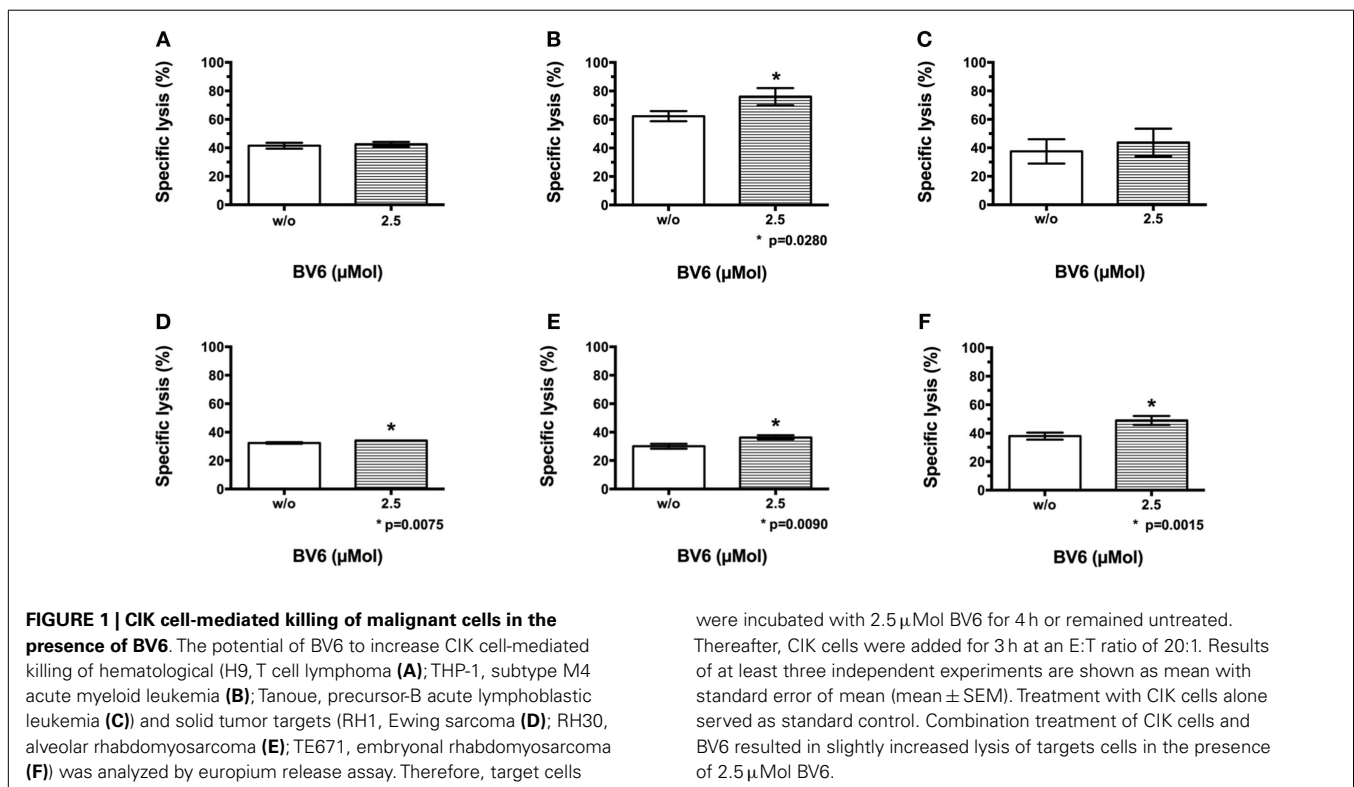 A
Specific lysis (%)
100
80
60
40
20
0
w/o
2.5
BV6 (µMol)
B
Specific lysis (%)
100
80
60
40
20
0
*
w/o
2.5
* p=0.0280
BV6 (µMol)
C
Specific lysis (%)
100
80
60
40
20
0
w/o
2.5
BV6 (µMol)
D
Specific lysis (%)
100
80
60
40
20
0
*
w/o
2.5
* p=0.0075
BV6 (µMol)
E
Specific lysis (%)
100
80
60
40
20
0
*
w/o
2.5
* p=0.0090
BV6 (µMol)
F
Specific lysis (%)
100
80
60
40
20
0
*
w/o
2.5
* p=0.0015
BV6 (µMol)
FIGURE 1 | CIK cell-mediated killing of malignant cells in the
presence of BV6. The potential of BV6 to increase CIK cell-mediated
killing of hematological (H9, T cell lymphoma (A); THP-1, subtype M4
acute myeloid leukemia (B); Tanoue, precursor-B acute lymphoblastic
leukemia (C)) and solid tumor targets (RH1, Ewing sarcoma (D); RH30,
alveolar rhabdomyosarcoma (E); TE671, embryonal rhabdomyosarcoma
(F)) was analyzed by europium release assay. Therefore, target cells
were incubated with 2.5 µMol BV6 for 4 h or remained untreated.
Thereafter, CIK cells were added for 3 h at an E:T ratio of 20:1. Results
of at least three independent experiments are shown as mean with
standard error of mean (mean ± SEM). Treatment with CIK cells alone
served as standard control. Combination treatment of CIK cells and
BV6 resulted in slightly increased lysis of targets cells in the presence
of 2.5 µMol BV6.